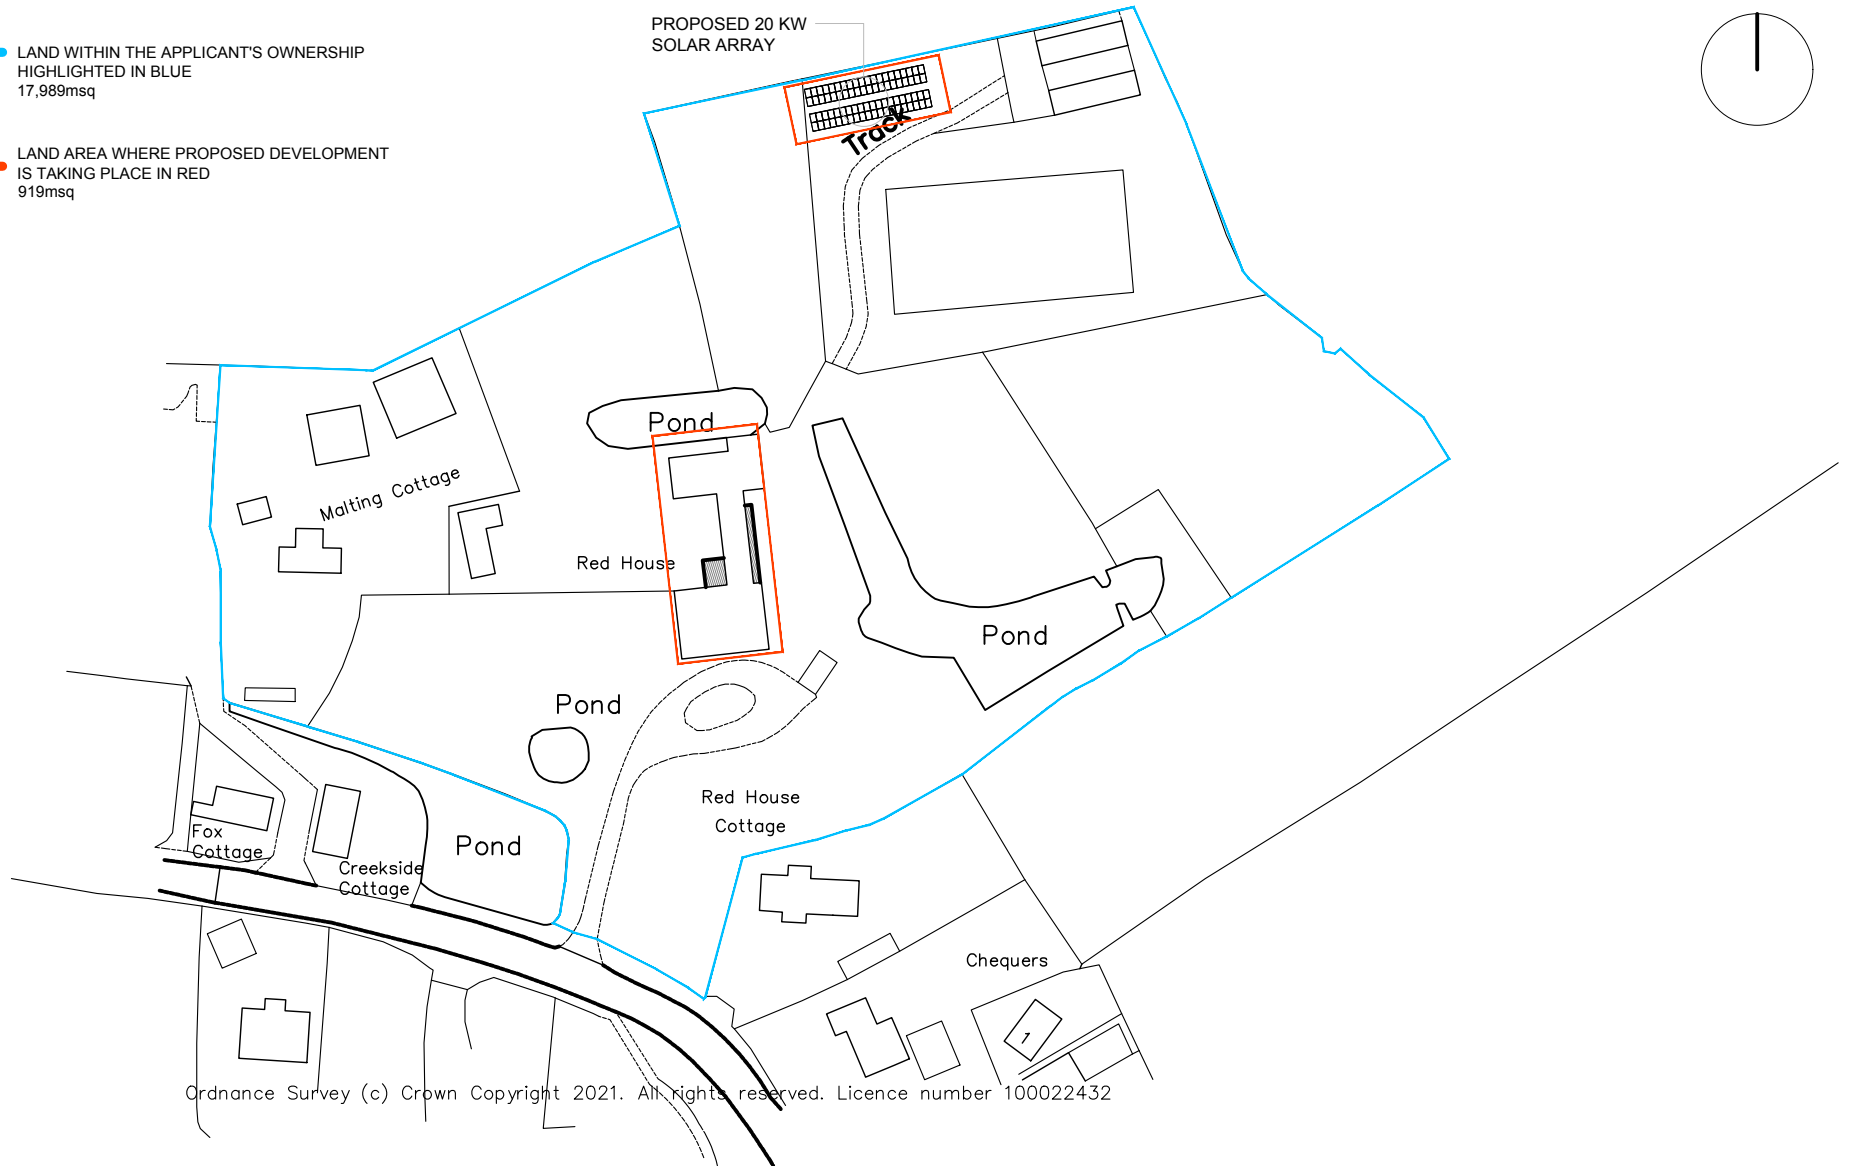 PROPOSED 20 KW
SOLAR ARRAY
LAND WITHIN THE APPLICANT'S OWNERSHIP
HIGHLIGHTED IN BLUE
17,989msq
LAND AREA WHERE PROPOSED DEVELOPMENT
IS TAKING PLACE IN RED
919msq
Track
Pond
Malting Cottage
Red House
Pond
Pond
Red House
Cottage
Fox
Cottage
Pond
Creekside
Cottage
Chequers
1
Ordnance Survey (c) Crown Copyright 2021. All rights reserved. Licence number 100022432